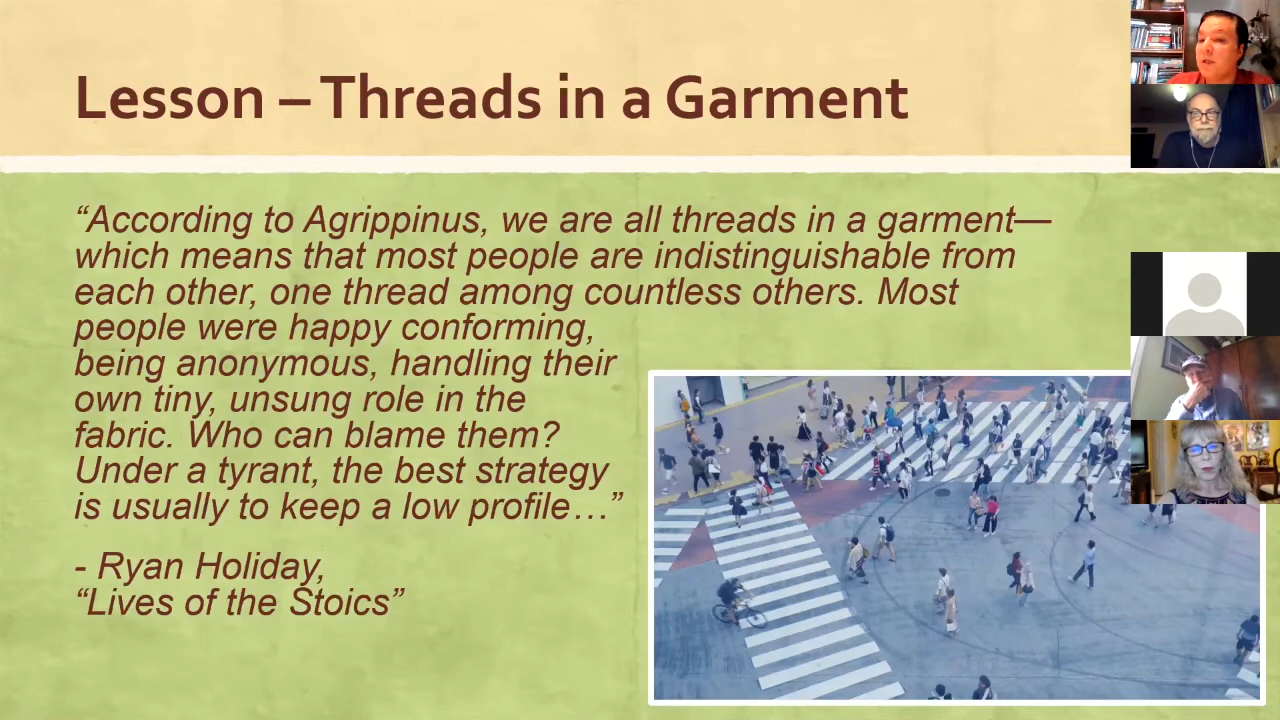 Lesson – Threads in a Garment
“According to Agrippinus, we are all threads in a garment—
which means that most people are indistinguishable from
each other, one thread among countless others. Most
people were happy conforming,
being anonymous, handling their
own tiny, unsung role in the
fabric. Who can blame them?
Under a tyrant, the best strategy
is usually to keep a low profile…”
- Ryan Holiday,
“Lives of the Stoics”